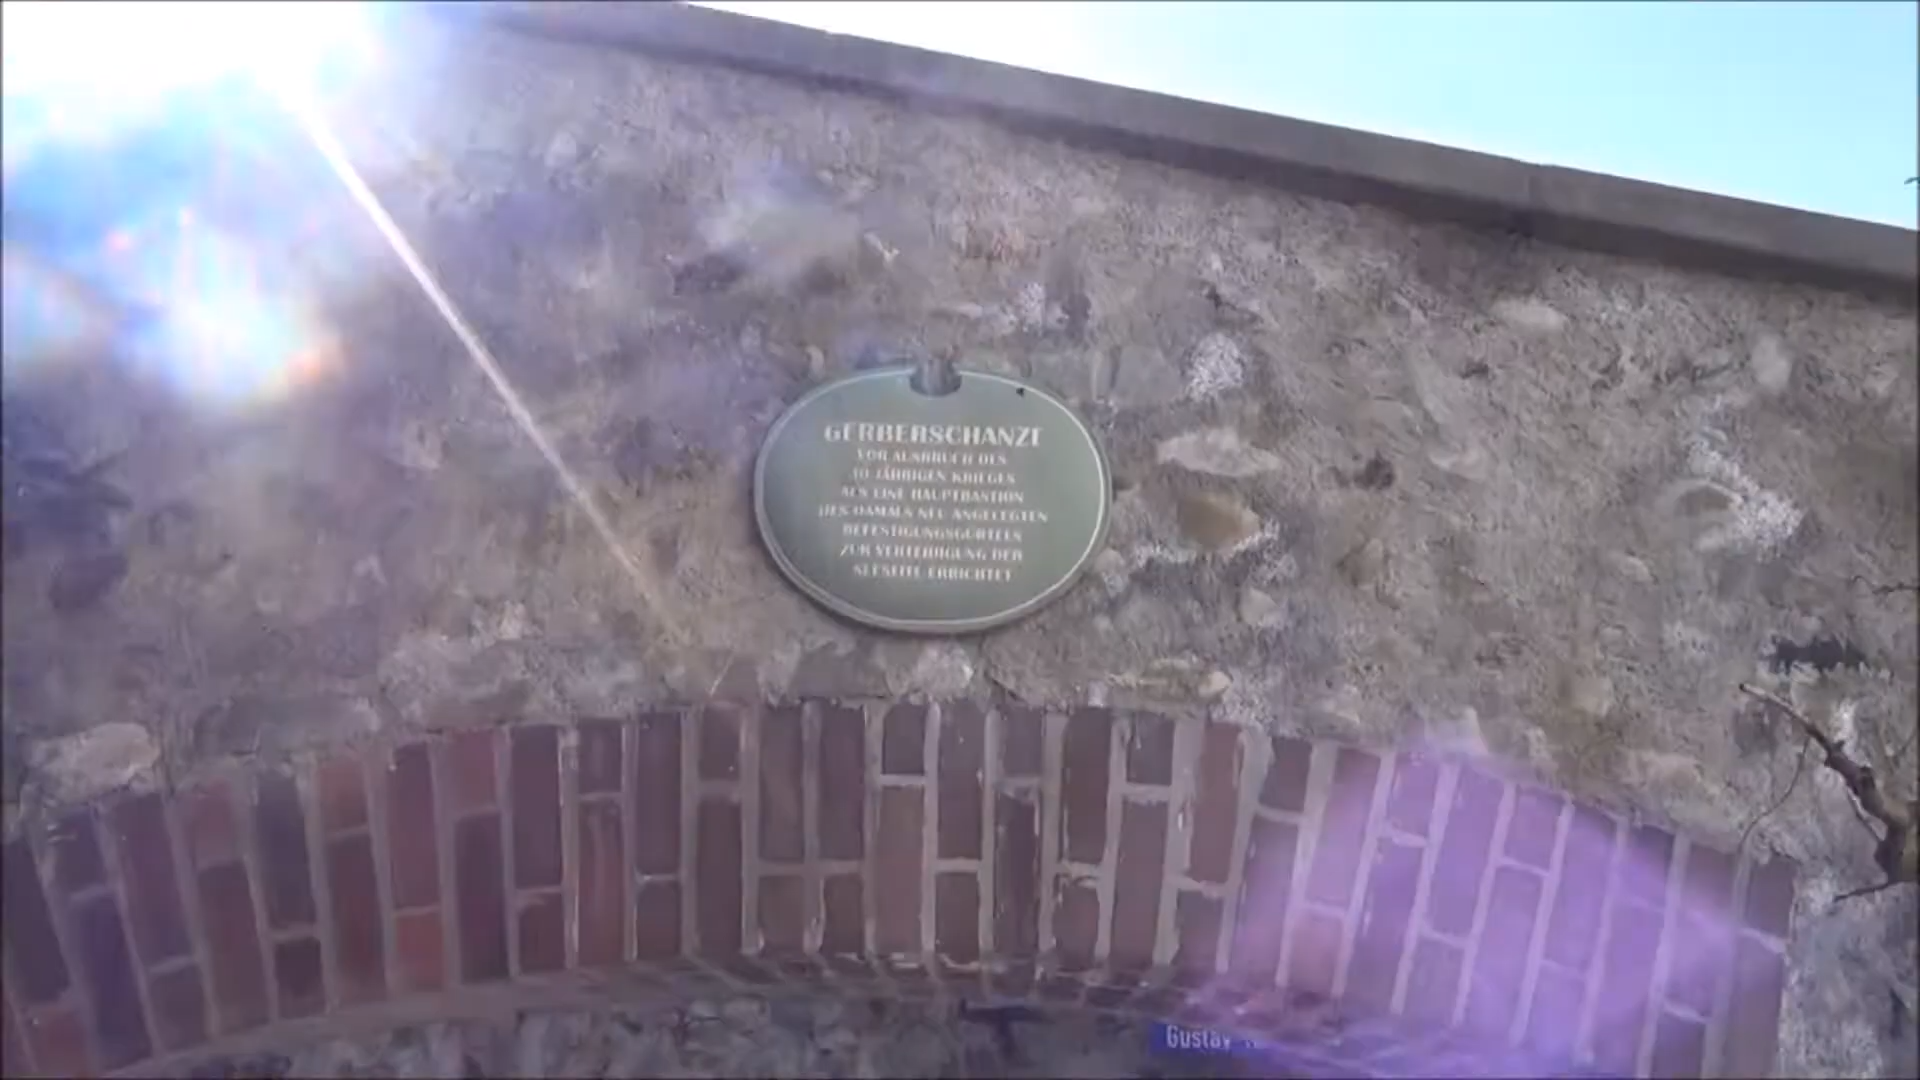 GERBERSCHANZE
VOR AUSBRUCH DES
30 JÄHRIGEN KRIEGES
ALS EINE HAUPTBASTION
DES DAMALS NEU ANGELEGTEN
BEFESTIGUNGSGÜRTELS
ZUR VERTEIDIGUNG DER
SEESEITE ERRICHTET
Gustav